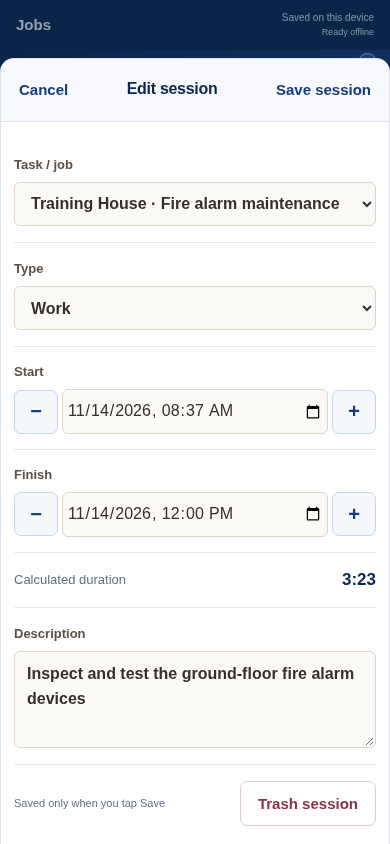 Jobs
Saved on this device
Ready offline
Cancel
Edit session
Save session
Task / job
Training House · Fire alarm maintenance
Type
Work
Start
−
11/14/2026, 08:37 AM
+
Finish
−
11/14/2026, 12:00 PM
+
Calculated duration
3:23
Description
Inspect and test the ground-floor fire alarm
devices
Saved only when you tap Save
Trash session